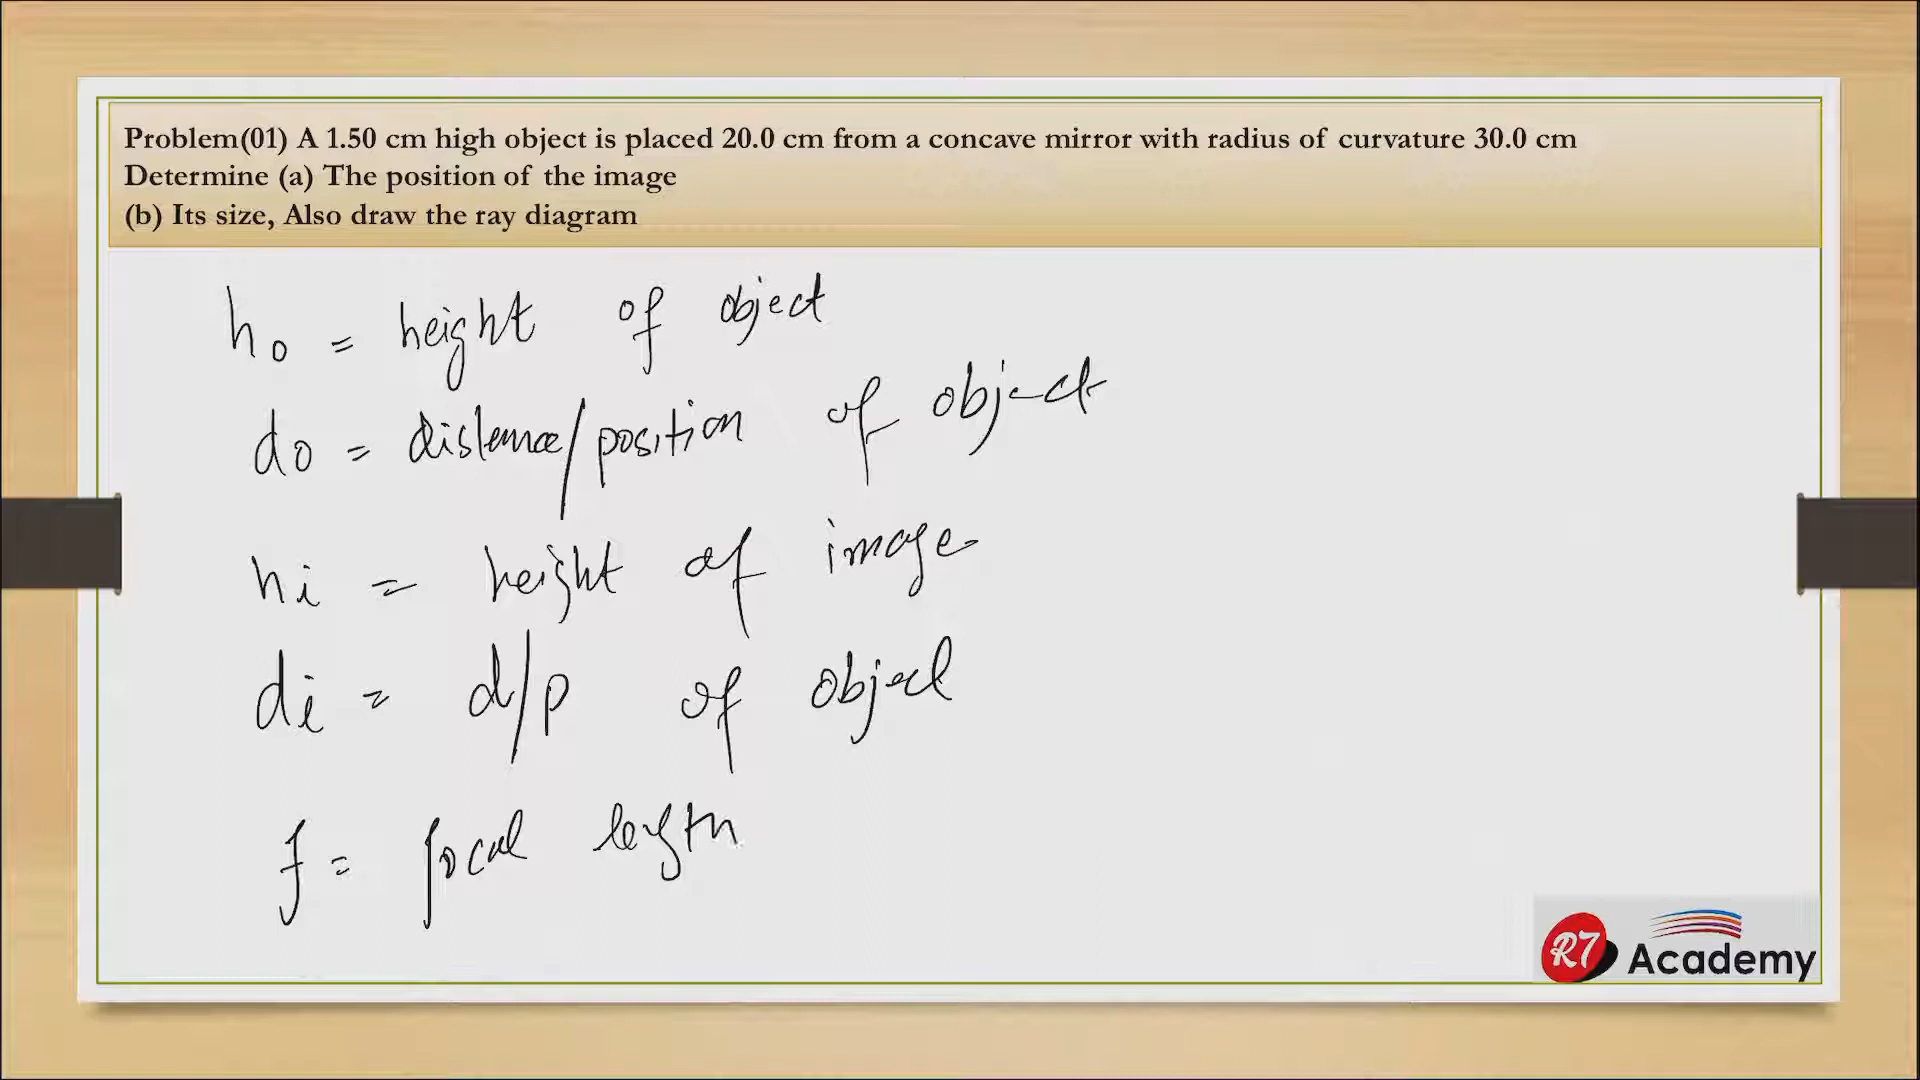 Problem(01) A 1.50 cm high object is placed 20.0 cm from a concave mirror with radius of curvature 30.0 cm
Determine (a) The position of the image
(b) Its size, Also draw the ray diagram
ho = height of object
do = distance/position of object
hi = height of image
di = d/p of object
f = focal length
R7 Academy